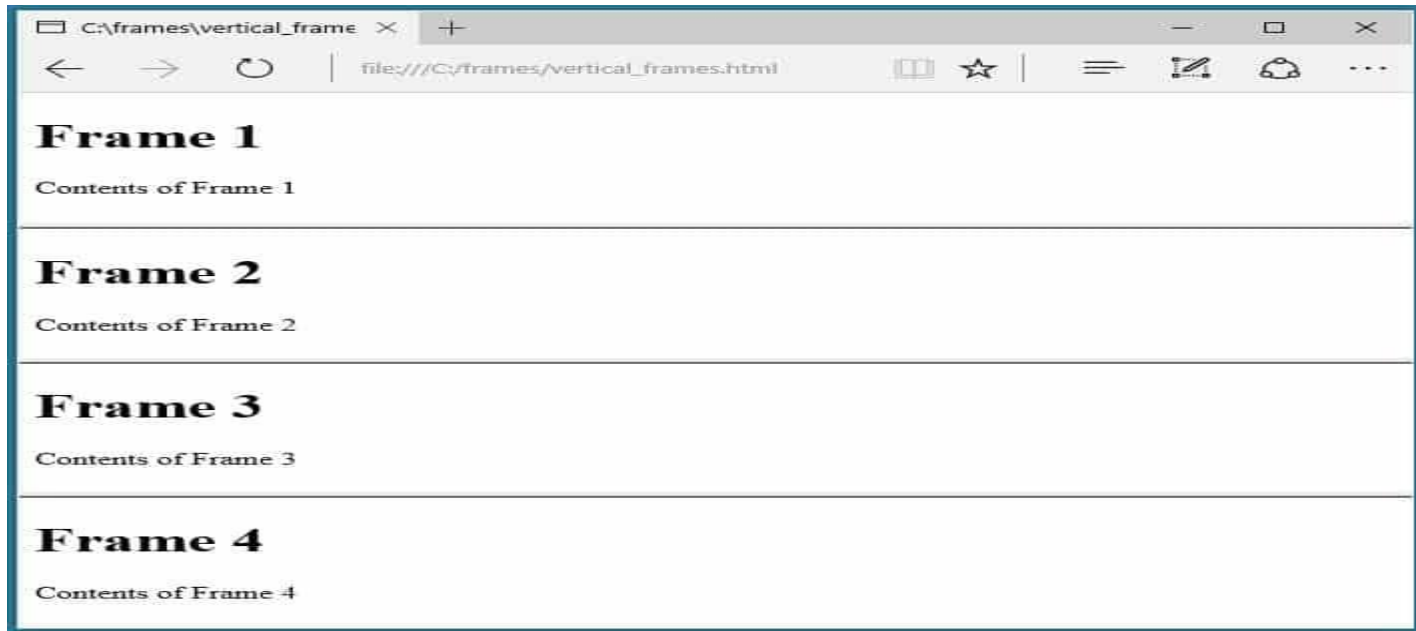 C:\frames\vertical_frame
file:///C:/frames/vertical_frames.html
Frame 1
Contents of Frame 1
Frame 2
Contents of Frame 2
Frame 3
Contents of Frame 3
Frame 4
Contents of Frame 4